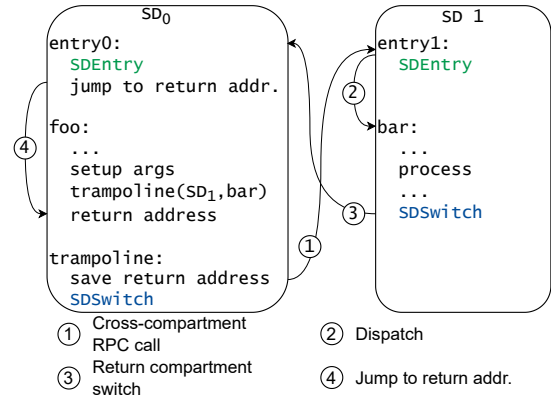 SD₀
entry0:
SDEntry
jump to return addr.
foo:
...
setup args
trampoline(SD₁,bar)
return address
trampoline:
save return address
SDSwitch
4
1
3
2
SD 1
entry1:
SDEntry
bar:
...
process
...
SDSwitch
1 Cross-compartment
RPC call
2 Dispatch
3 Return compartment
switch
4 Jump to return addr.